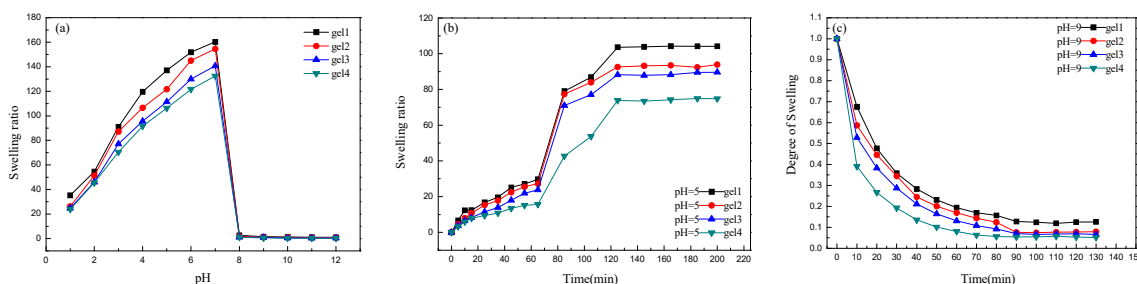 (a)
gel1
gel2
gel3
gel4
Swelling ratio
180
160
140
120
100
80
60
40
20
0
0 2 4 6 8 10 12
pH
(b)
Swelling ratio
120
100
80
60
40
20
0
pH=5 gel1
pH=5 gel2
pH=5 gel3
pH=5 gel4
0 20 40 60 80 100 120 140 160 180 200 220
Time(min)
(c)
pH=9 gel1
pH=9 gel2
pH=9 gel3
pH=9 gel4
Degree of Swelling
1.1
1.0
0.9
0.8
0.7
0.6
0.5
0.4
0.3
0.2
0.1
0.0
0 10 20 30 40 50 60 70 80 90 100 110 120 130 140
Time(min)